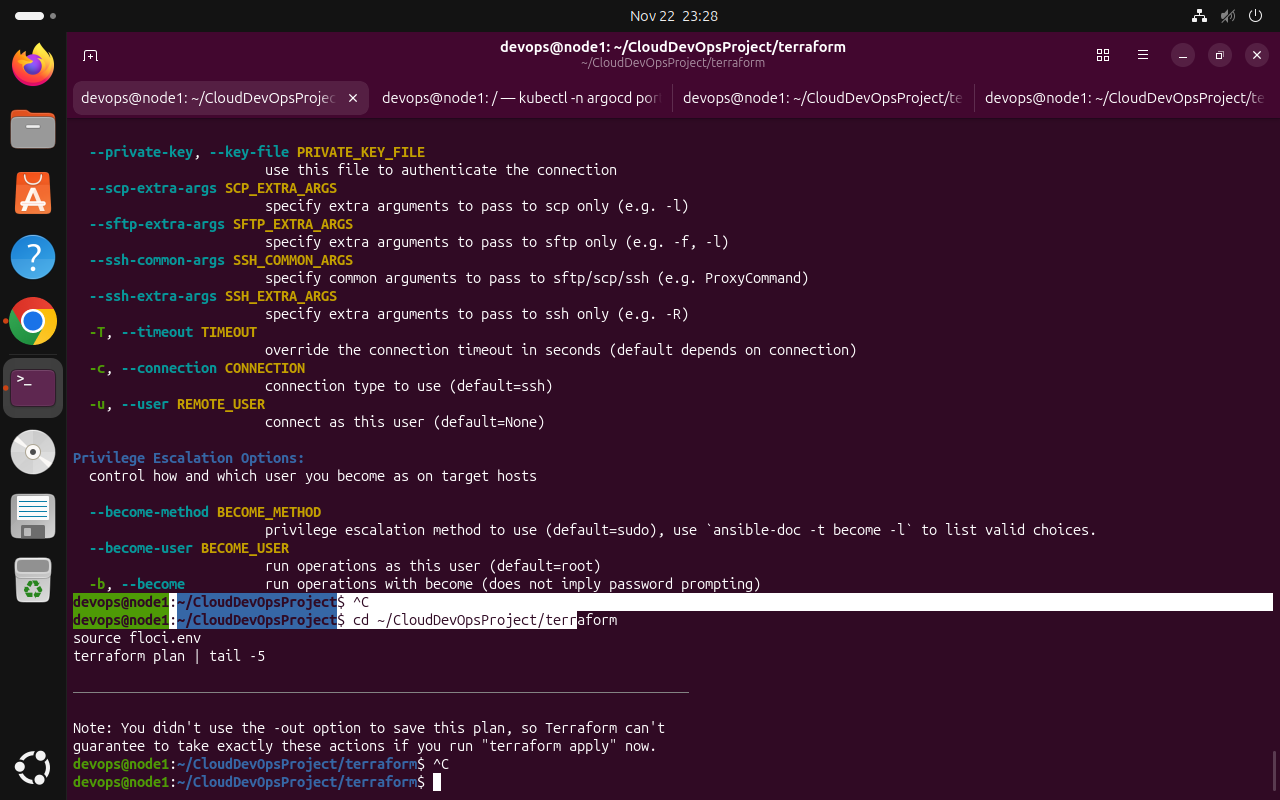 Nov 22 23:28
devops@node1: ~/CloudDevOpsProject/terraform
~/CloudDevOpsProject/terraform
devops@node1: ~/CloudDevOpsProjec
devops@node1: / — kubectl -n argocd por
devops@node1: ~/CloudDevOpsProject/te
devops@node1: ~/CloudDevOpsProject/te
--private-key, --key-file PRIVATE_KEY_FILE
use this file to authenticate the connection
--scp-extra-args SCP_EXTRA_ARGS
specify extra arguments to pass to scp only (e.g. -l)
--sftp-extra-args SFTP_EXTRA_ARGS
specify extra arguments to pass to sftp only (e.g. -f, -l)
--ssh-common-args SSH_COMMON_ARGS
specify common arguments to pass to sftp/scp/ssh (e.g. ProxyCommand)
--ssh-extra-args SSH_EXTRA_ARGS
specify extra arguments to pass to ssh only (e.g. -R)
-T, --timeout TIMEOUT
override the connection timeout in seconds (default depends on connection)
-c, --connection CONNECTION
connection type to use (default=ssh)
-u, --user REMOTE_USER
connect as this user (default=None)
Privilege Escalation Options:
control how and which user you become as on target hosts
--become-method BECOME_METHOD
privilege escalation method to use (default=sudo), use `ansible-doc -t become -l` to list valid choices.
--become-user BECOME_USER
run operations as this user (default=root)
-b, --become run operations with become (does not imply password prompting)
devops@node1:~/CloudDevOpsProject$ ^C
devops@node1:~/CloudDevOpsProject$ cd ~/CloudDevOpsProject/terraform
source floci.env
terraform plan | tail -5
Note: You didn't use the -out option to save this plan, so Terraform can't
guarantee to take exactly these actions if you run "terraform apply" now.
devops@node1:~/CloudDevOpsProject/terraform$ ^C
devops@node1:~/CloudDevOpsProject/terraform$